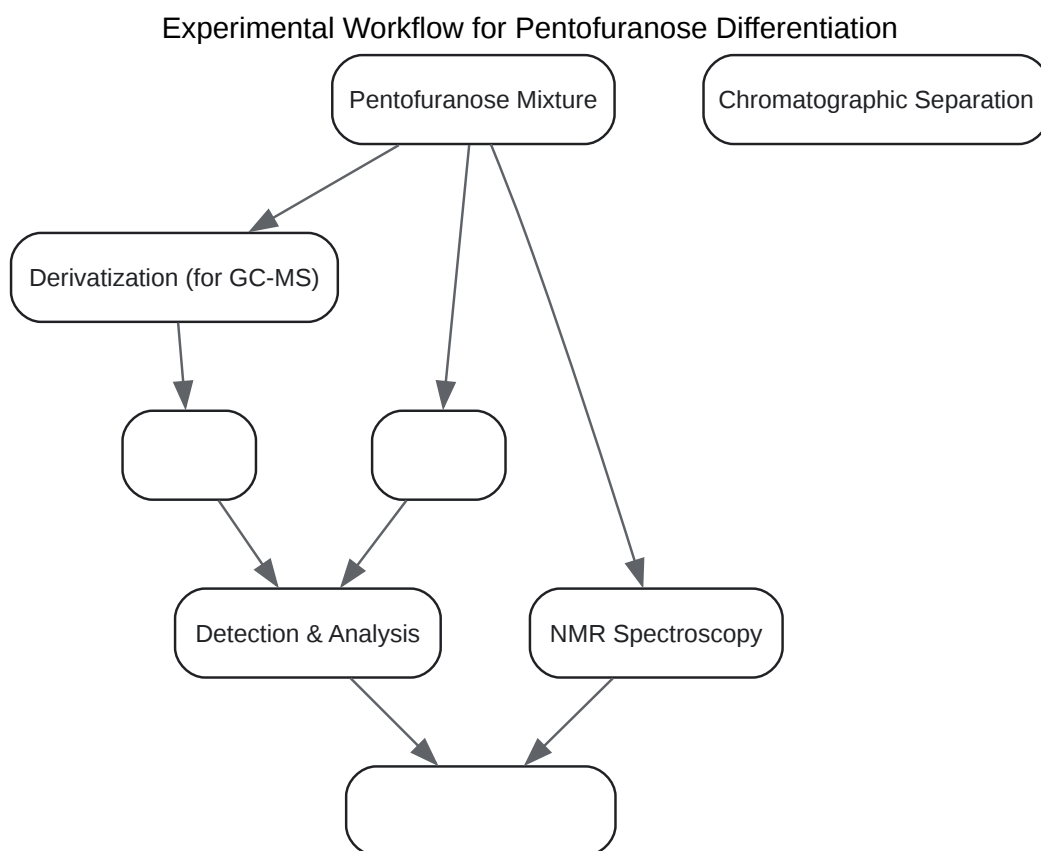 Experimental Workflow for Pentofuranose Differentiation
Pentofuranose Mixture
Chromatographic Separation
Derivatization (for GC-MS)
Detection & Analysis
NMR Spectroscopy